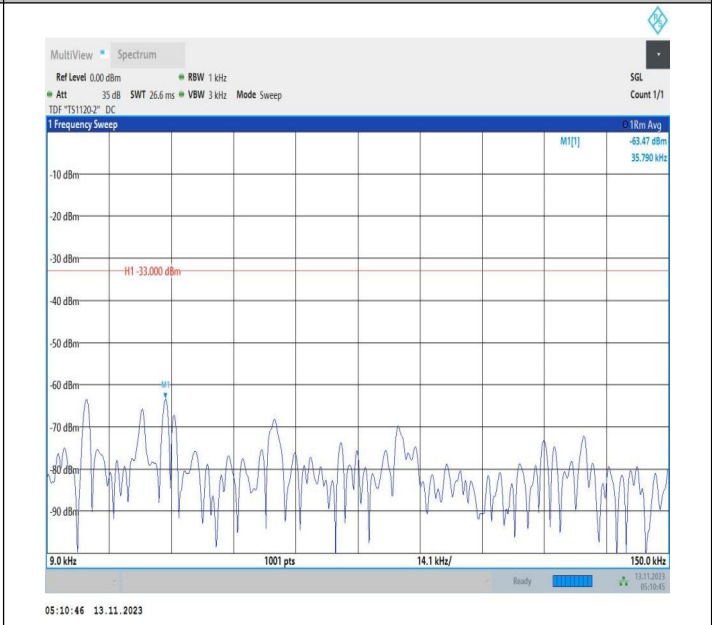 R S
MultiView Spectrum
Ref Level 0.00 dBm RBW 1 kHz SGL
Att 35 dB SWT 26.6 ms VBW 3 kHz Mode Sweep Count 1/1
TDF "TS1120-2" DC
1 Frequency Sweep 1Rm Avg
M1[1] -63.47 dBm
35.790 kHz
-10 dBm
-20 dBm
-30 dBm
H1 -33.000 dBm
-40 dBm
-50 dBm
-60 dBm
M1
-70 dBm
-80 dBm
-90 dBm
9.0 kHz 1001 pts 14.1 kHz/ 150.0 kHz
Ready 13.11.2023
05:10:45
05:10:46 13.11.2023